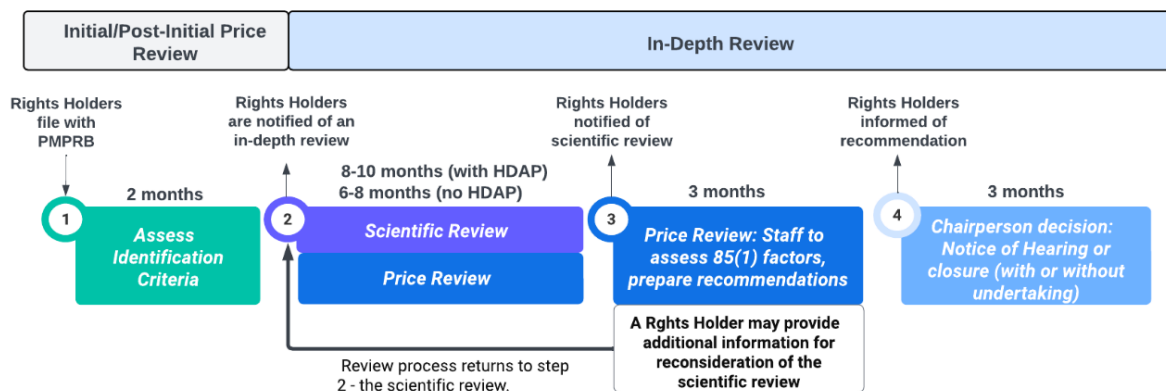 Initial/Post-Initial Price
Review
In-Depth Review
Rights Holders
file with
PMPRB
Rights Holders
are notified of an
in-depth review
Rights Holders
notified of
scientific review
Rights Holders
informed of
recommendation
2 months
8-10 months (with HDAP)
6-8 months (no HDAP)
3 months
3 months
1
Assess
Identification
Criteria
2
Scientific Review
Price Review
3
Price Review: Staff to
assess 85(1) factors,
prepare recommendations
4
Chairperson decision:
Notice of Hearing or
closure (with or without
undertaking)
A Rghts Holder may provide
additional information for
reconsideration of the
scientific review
Review process returns to step
2 - the scientific review.